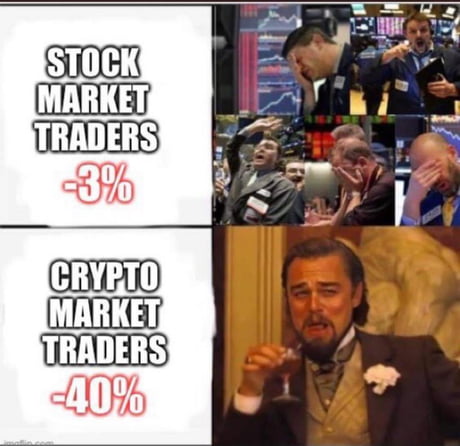 STOCK
MARKET
TRADERS
-3%
CRYPTO
MARKET
TRADERS
-40%